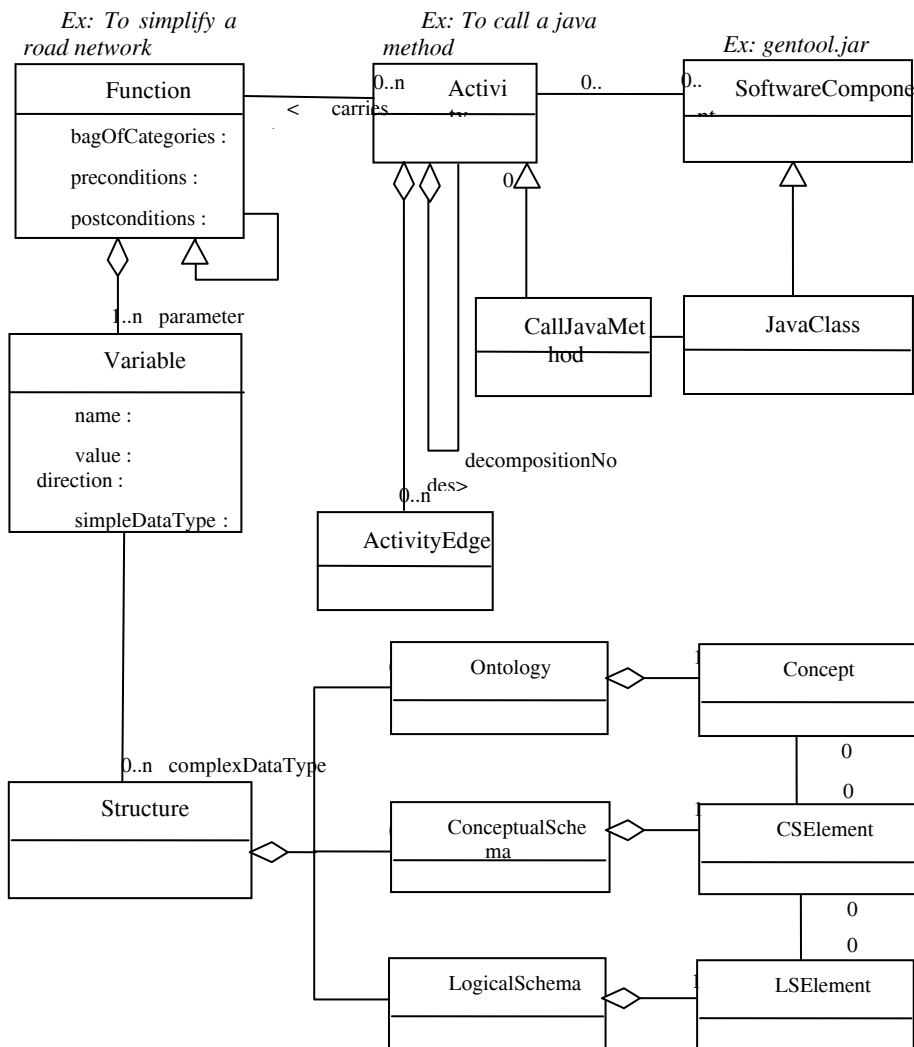 Ex: To simplify a
road network
Ex: To call a java
method
Ex: gentool.jar
Function
bagOfCategories :
preconditions :
postconditions :
< carries
0..n
Activi
0..
0..
SoftwareCompone
nt
0
1..n parameter
Variable
name :
value :
direction :
simpleDataType :
CallJavaMet
hod
JavaClass
decompositionNo
des>
0..n
ActivityEdge
0..n complexDataType
Structure
Ontology
1
Concept
0
0
ConceptualSche
ma
1
CSElement
0
0
LogicalSchema
1
LSElement